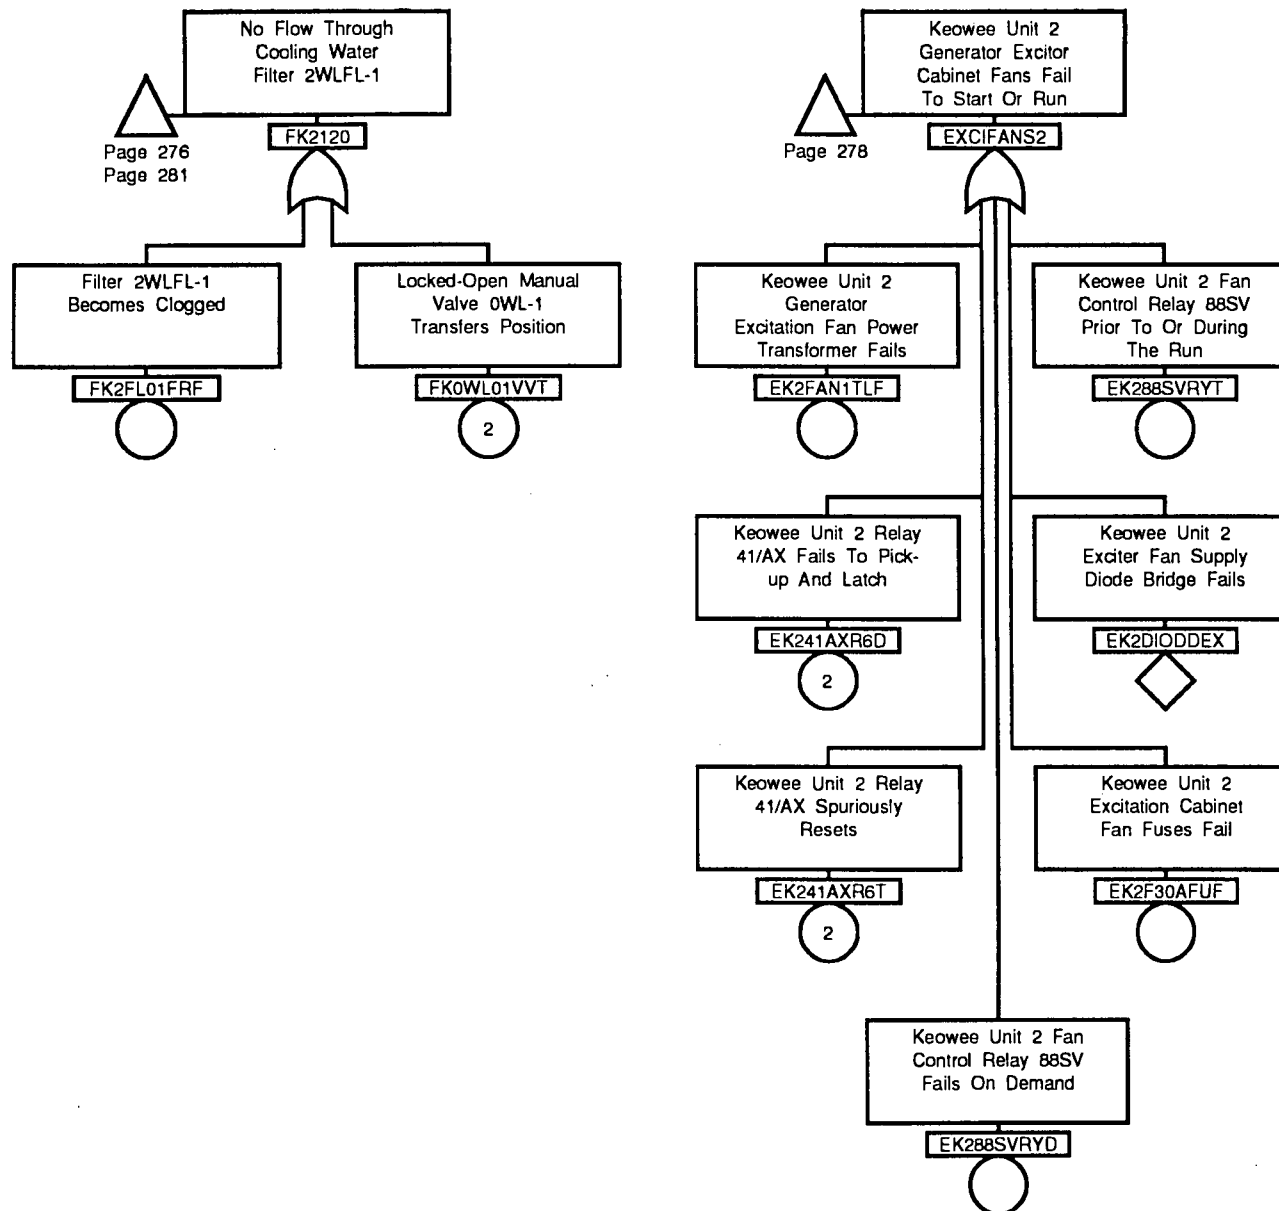 No Flow Through
Cooling Water
Filter 2WLFL-1
Page 276
Page 281
FK2120
Filter 2WLFL-1
Becomes Clogged
FK2FL01FRF
Locked-Open Manual
Valve 0WL-1
Transfers Position
FK0WL01VVT
2
Keowee Unit 2
Generator Excitor
Cabinet Fans Fail
To Start Or Run
Page 278
EXCIFANS2
Keowee Unit 2
Generator
Excitation Fan Power
Transformer Fails
EK2FAN1TLF
Keowee Unit 2 Fan
Control Relay 88SV
Prior To Or During
The Run
EK288SVRYT
Keowee Unit 2 Relay
41/AX Fails To Pick-
up And Latch
EK241AXR6D
2
Keowee Unit 2
Exciter Fan Supply
Diode Bridge Fails
EK2DIODDEX
Keowee Unit 2 Relay
41/AX Spuriously
Resets
EK241AXR6T
2
Keowee Unit 2
Excitation Cabinet
Fan Fuses Fail
EK2F30AFUF
Keowee Unit 2 Fan
Control Relay 88SV
Fails On Demand
EK288SVRYD